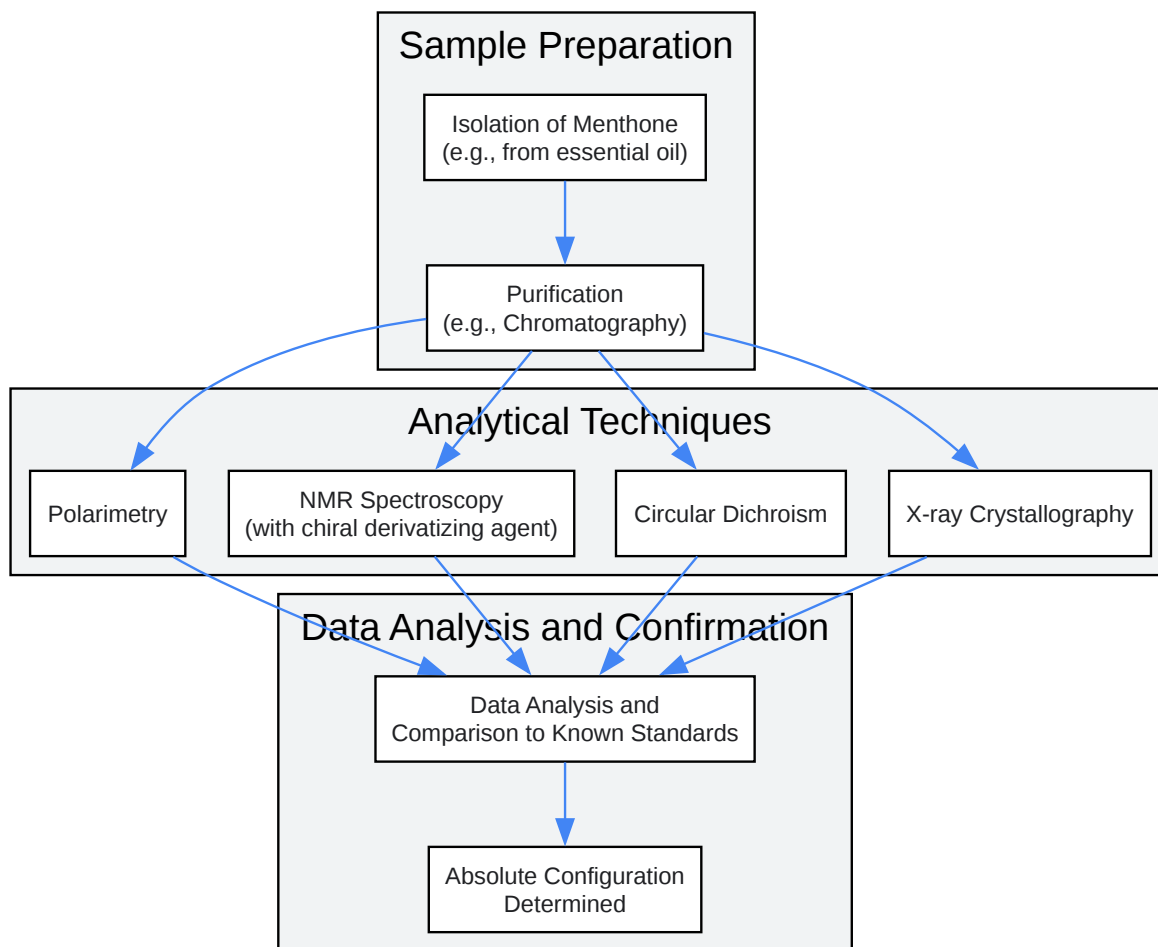 Sample Preparation
Isolation of Menthone
(e.g., from essential oil)
Purification
(e.g., Chromatography)
Analytical Techniques
Polarimetry
NMR Spectroscopy
(with chiral derivatizing agent)
Circular Dichroism
X-ray Crystallography
Data Analysis and Confirmation
Data Analysis and
Comparison to Known Standards
Absolute Configuration
Determined